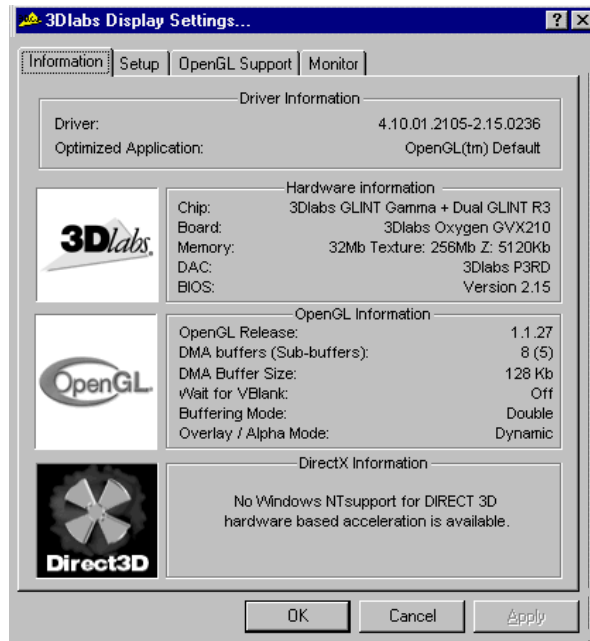 3Dlabs Display Settings...
Information Setup OpenGL Support Monitor
Driver Information
Driver: 4.10.01.2105-2.15.0236
Optimized Application: OpenGL(tm) Default
3Dlabs.
Hardware information
Chip: 3Dlabs GLINT Gamma + Dual GLINT R3
Board: 3Dlabs Oxygen GVX210
Memory: 32Mb Texture: 256Mb Z: 5120Kb
DAC: 3Dlabs P3RD
BIOS: Version 2.15
OpenGL.
OpenGL Information
OpenGL Release: 1.1.27
DMA buffers (Sub-buffers): 8 (5)
DMA Buffer Size: 128 Kb
Wait for VBlank: Off
Buffering Mode: Double
Overlay / Alpha Mode: Dynamic
Direct3D
DirectX Information
No Windows NTsupport for DIRECT 3D
hardware based acceleration is available.
OK Cancel Apply